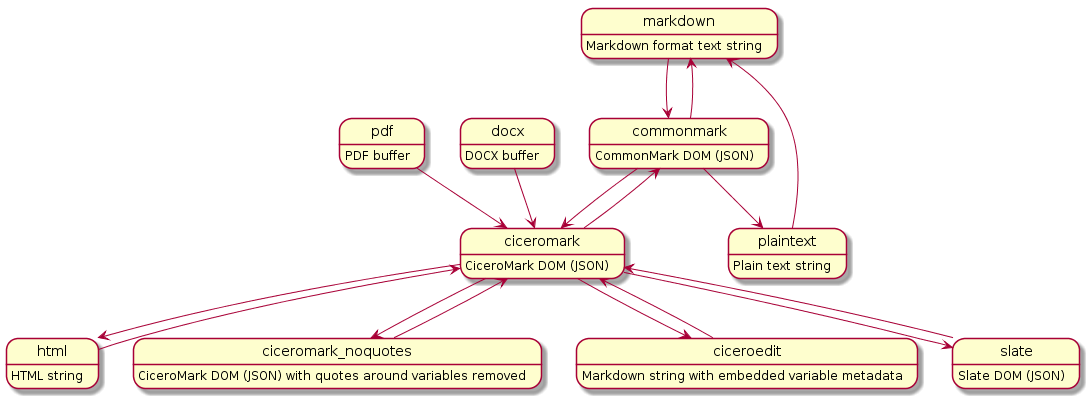 markdown
Markdown format text string
pdf
PDF buffer
docx
DOCX buffer
commonmark
CommonMark DOM (JSON)
ciceromark
CiceroMark DOM (JSON)
plaintext
Plain text string
html
HTML string
ciceromark_noquotes
CiceroMark DOM (JSON) with quotes around variables removed
ciceroedit
Markdown string with embedded variable metadata
slate
Slate DOM (JSON)